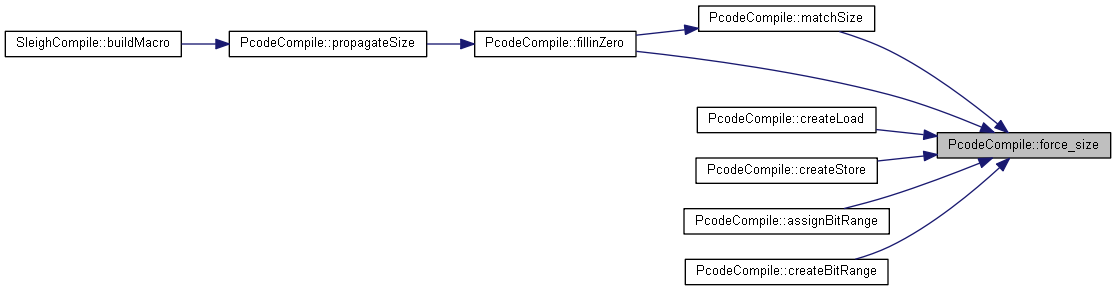 SleighCompile::buildMacro
PcodeCompile::propagateSize
PcodeCompile::fillinZero
PcodeCompile::matchSize
PcodeCompile::createLoad
PcodeCompile::createStore
PcodeCompile::assignBitRange
PcodeCompile::createBitRange
PcodeCompile::force_size